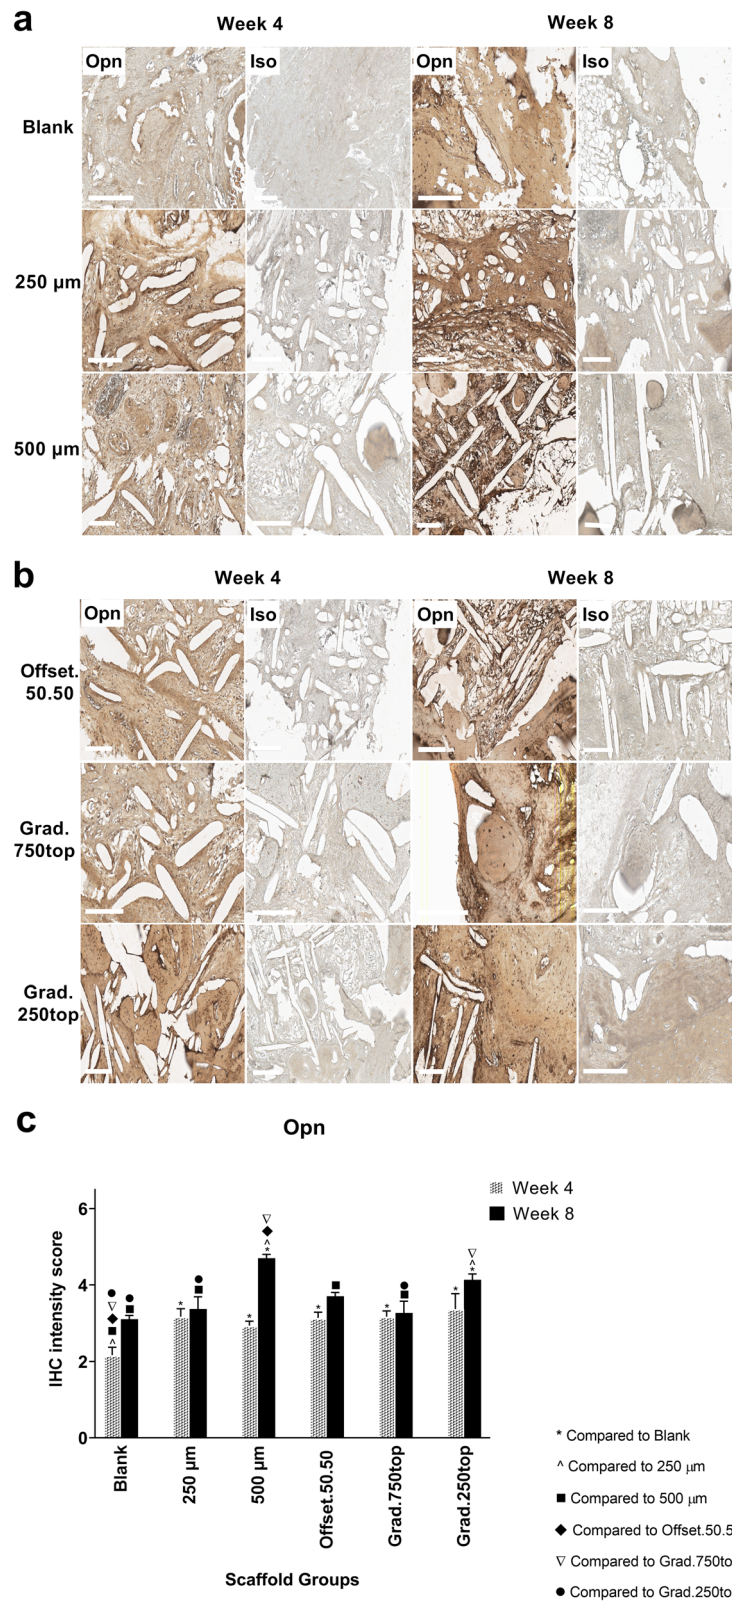 a
Week 4
Week 8
Opn
Iso
Opn
Iso
Blank
250 µm
500 µm
b
Week 4
Week 8
Opn
Iso
Opn
Iso
Offset.
50.50
Grad.
750top
Grad.
250top
c
Opn
Week 4
Week 8
IHC intensity score
6
4
2
0
* ^ ■ ◆ ▽ ●
Blank
250 µm
500 µm
Offset.50.50
Grad.750top
Grad.250top
Scaffold Groups
* Compared to Blank
^ Compared to 250 µm
■ Compared to 500 µm
◆ Compared to Offset.50.5
▽ Compared to Grad.750to
● Compared to Grad.250to